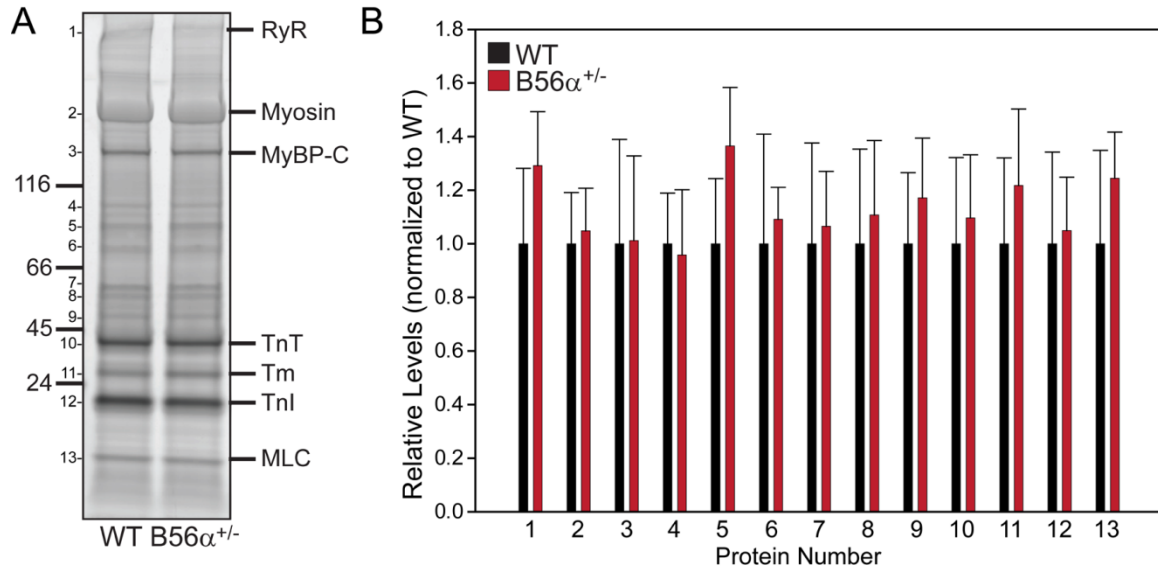 A
1
2
3
116
4
5
6
66
7
8
9
45
10
11
24
12
13
RyR
Myosin
MyBP-C
TnT
Tm
TnI
MLC
WT B56α+/-
B
WT
B56α+/-
Relative Levels (normalized to WT)
1.8
1.6
1.4
1.2
1.0
0.8
0.6
0.4
0.2
0.0
1 2 3 4 5 6 7 8 9 10 11 12 13
Protein Number